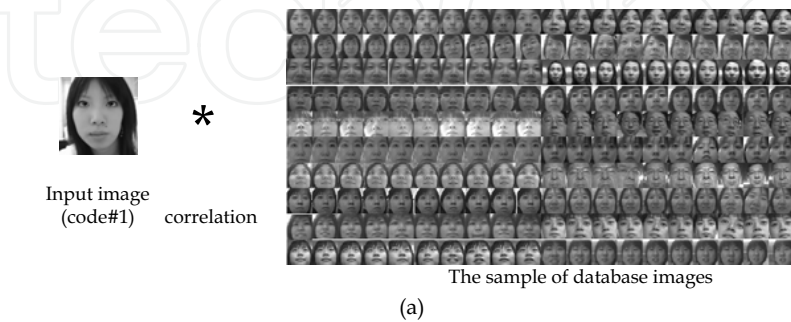 Input image
(code#1)
*
correlation
The sample of database images
(a)